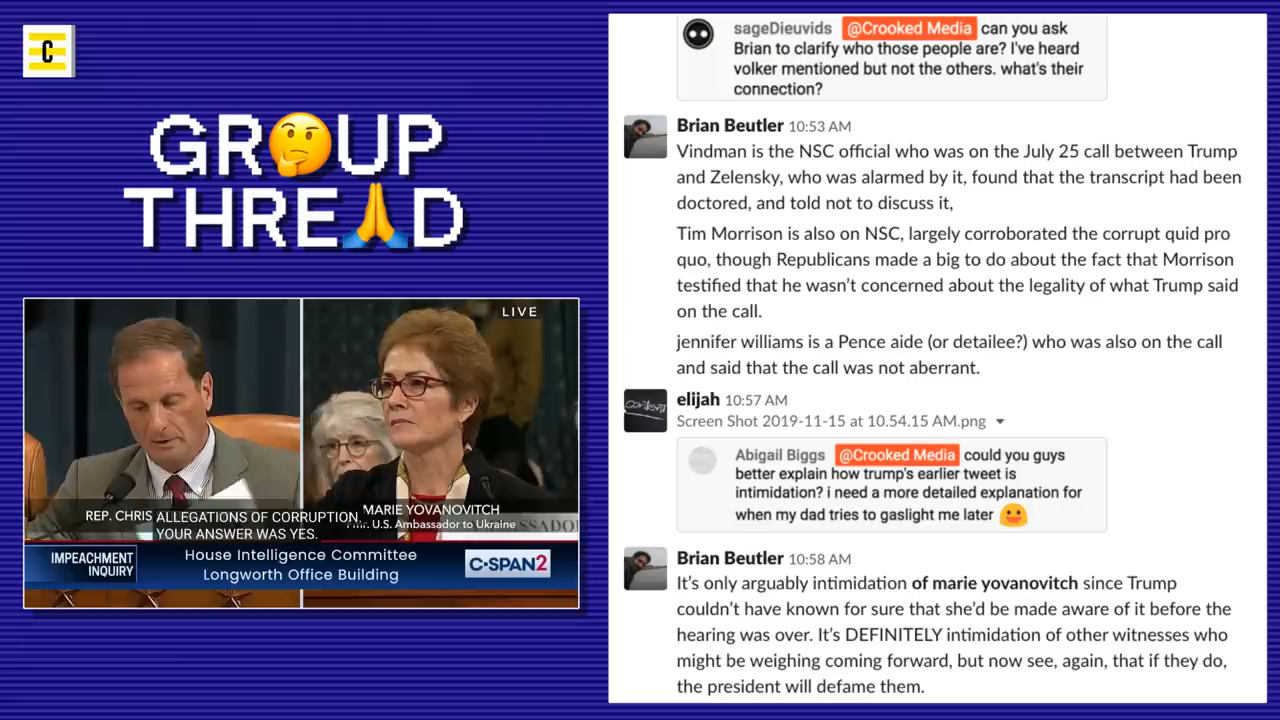 C
GR🤔UP
THRE🙏D
LIVE
REP. CHRIS
ALLEGATIONS OF CORRUPTION,
YOUR ANSWER WAS YES.
MARIE YOVANOVITCH
U.S. Ambassador to Ukraine
IMPEACHMENT
INQUIRY
House Intelligence Committee
Longworth Office Building
C-SPAN2
sageDieuvids @Crooked Media can you ask
Brian to clarify who those people are? I've heard
volker mentioned but not the others. what's their
connection?
Brian Beutler 10:53 AM
Vindman is the NSC official who was on the July 25 call between Trump
and Zelensky, who was alarmed by it, found that the transcript had been
doctored, and told not to discuss it,
Tim Morrison is also on NSC, largely corroborated the corrupt quid pro
quo, though Republicans made a big to do about the fact that Morrison
testified that he wasn't concerned about the legality of what Trump said
on the call.
jennifer williams is a Pence aide (or detailee?) who was also on the call
and said that the call was not aberrant.
elijah 10:57 AM
content
Screen Shot 2019-11-15 at 10.54.15 AM.png
Abigail Biggs @Crooked Media could you guys
better explain how trump's earlier tweet is
intimidation? i need a more detailed explanation for
when my dad tries to gaslight me later 😛
Brian Beutler 10:58 AM
It's only arguably intimidation of marie yovanovitch since Trump
couldn't have known for sure that she'd be made aware of it before the
hearing was over. It's DEFINITELY intimidation of other witnesses who
might be weighing coming forward, but now see, again, that if they do,
the president will defame them.